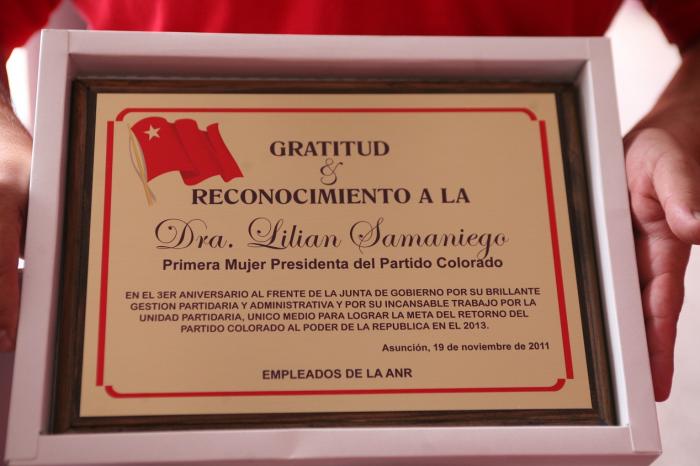 GRATITUD
&
RECONOCIMIENTO A LA
Dra. Lilian Samaniego
Primera Mujer Presidenta del Partido Colorado
EN EL 3ER ANIVERSARIO AL FRENTE DE LA JUNTA DE GOBIERNO POR SU BRILLANTE
GESTION PARTIDARIA Y ADMINISTRATIVA Y POR SU INCANSABLE TRABAJO POR LA
UNIDAD PARTIDARIA, UNICO MEDIO PARA LOGRAR LA META DEL RETORNO DEL
PARTIDO COLORADO AL PODER DE LA REPUBLICA EN EL 2013.
Asunción, 19 de noviembre de 2011
EMPLEADOS DE LA ANR